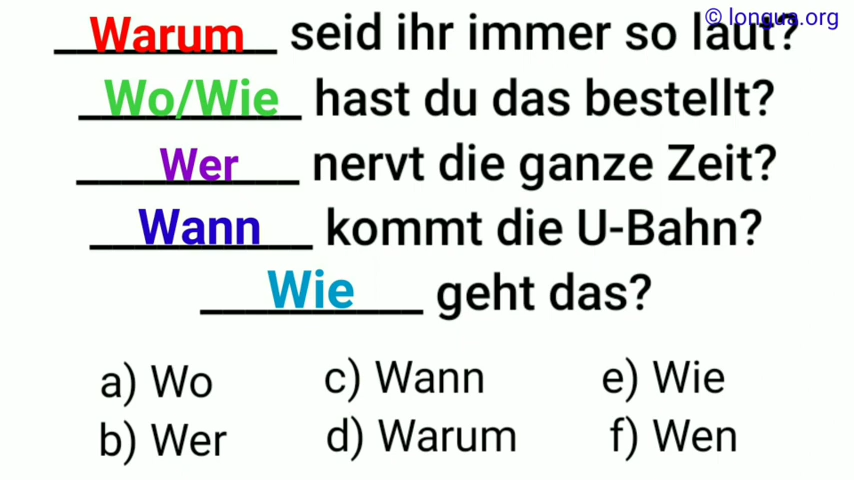 © longua.org
Warum seid ihr immer so laut?
Wo/Wie hast du das bestellt?
Wer nervt die ganze Zeit?
Wann kommt die U-Bahn?
Wie geht das?
a) Wo c) Wann e) Wie
b) Wer d) Warum f) Wen